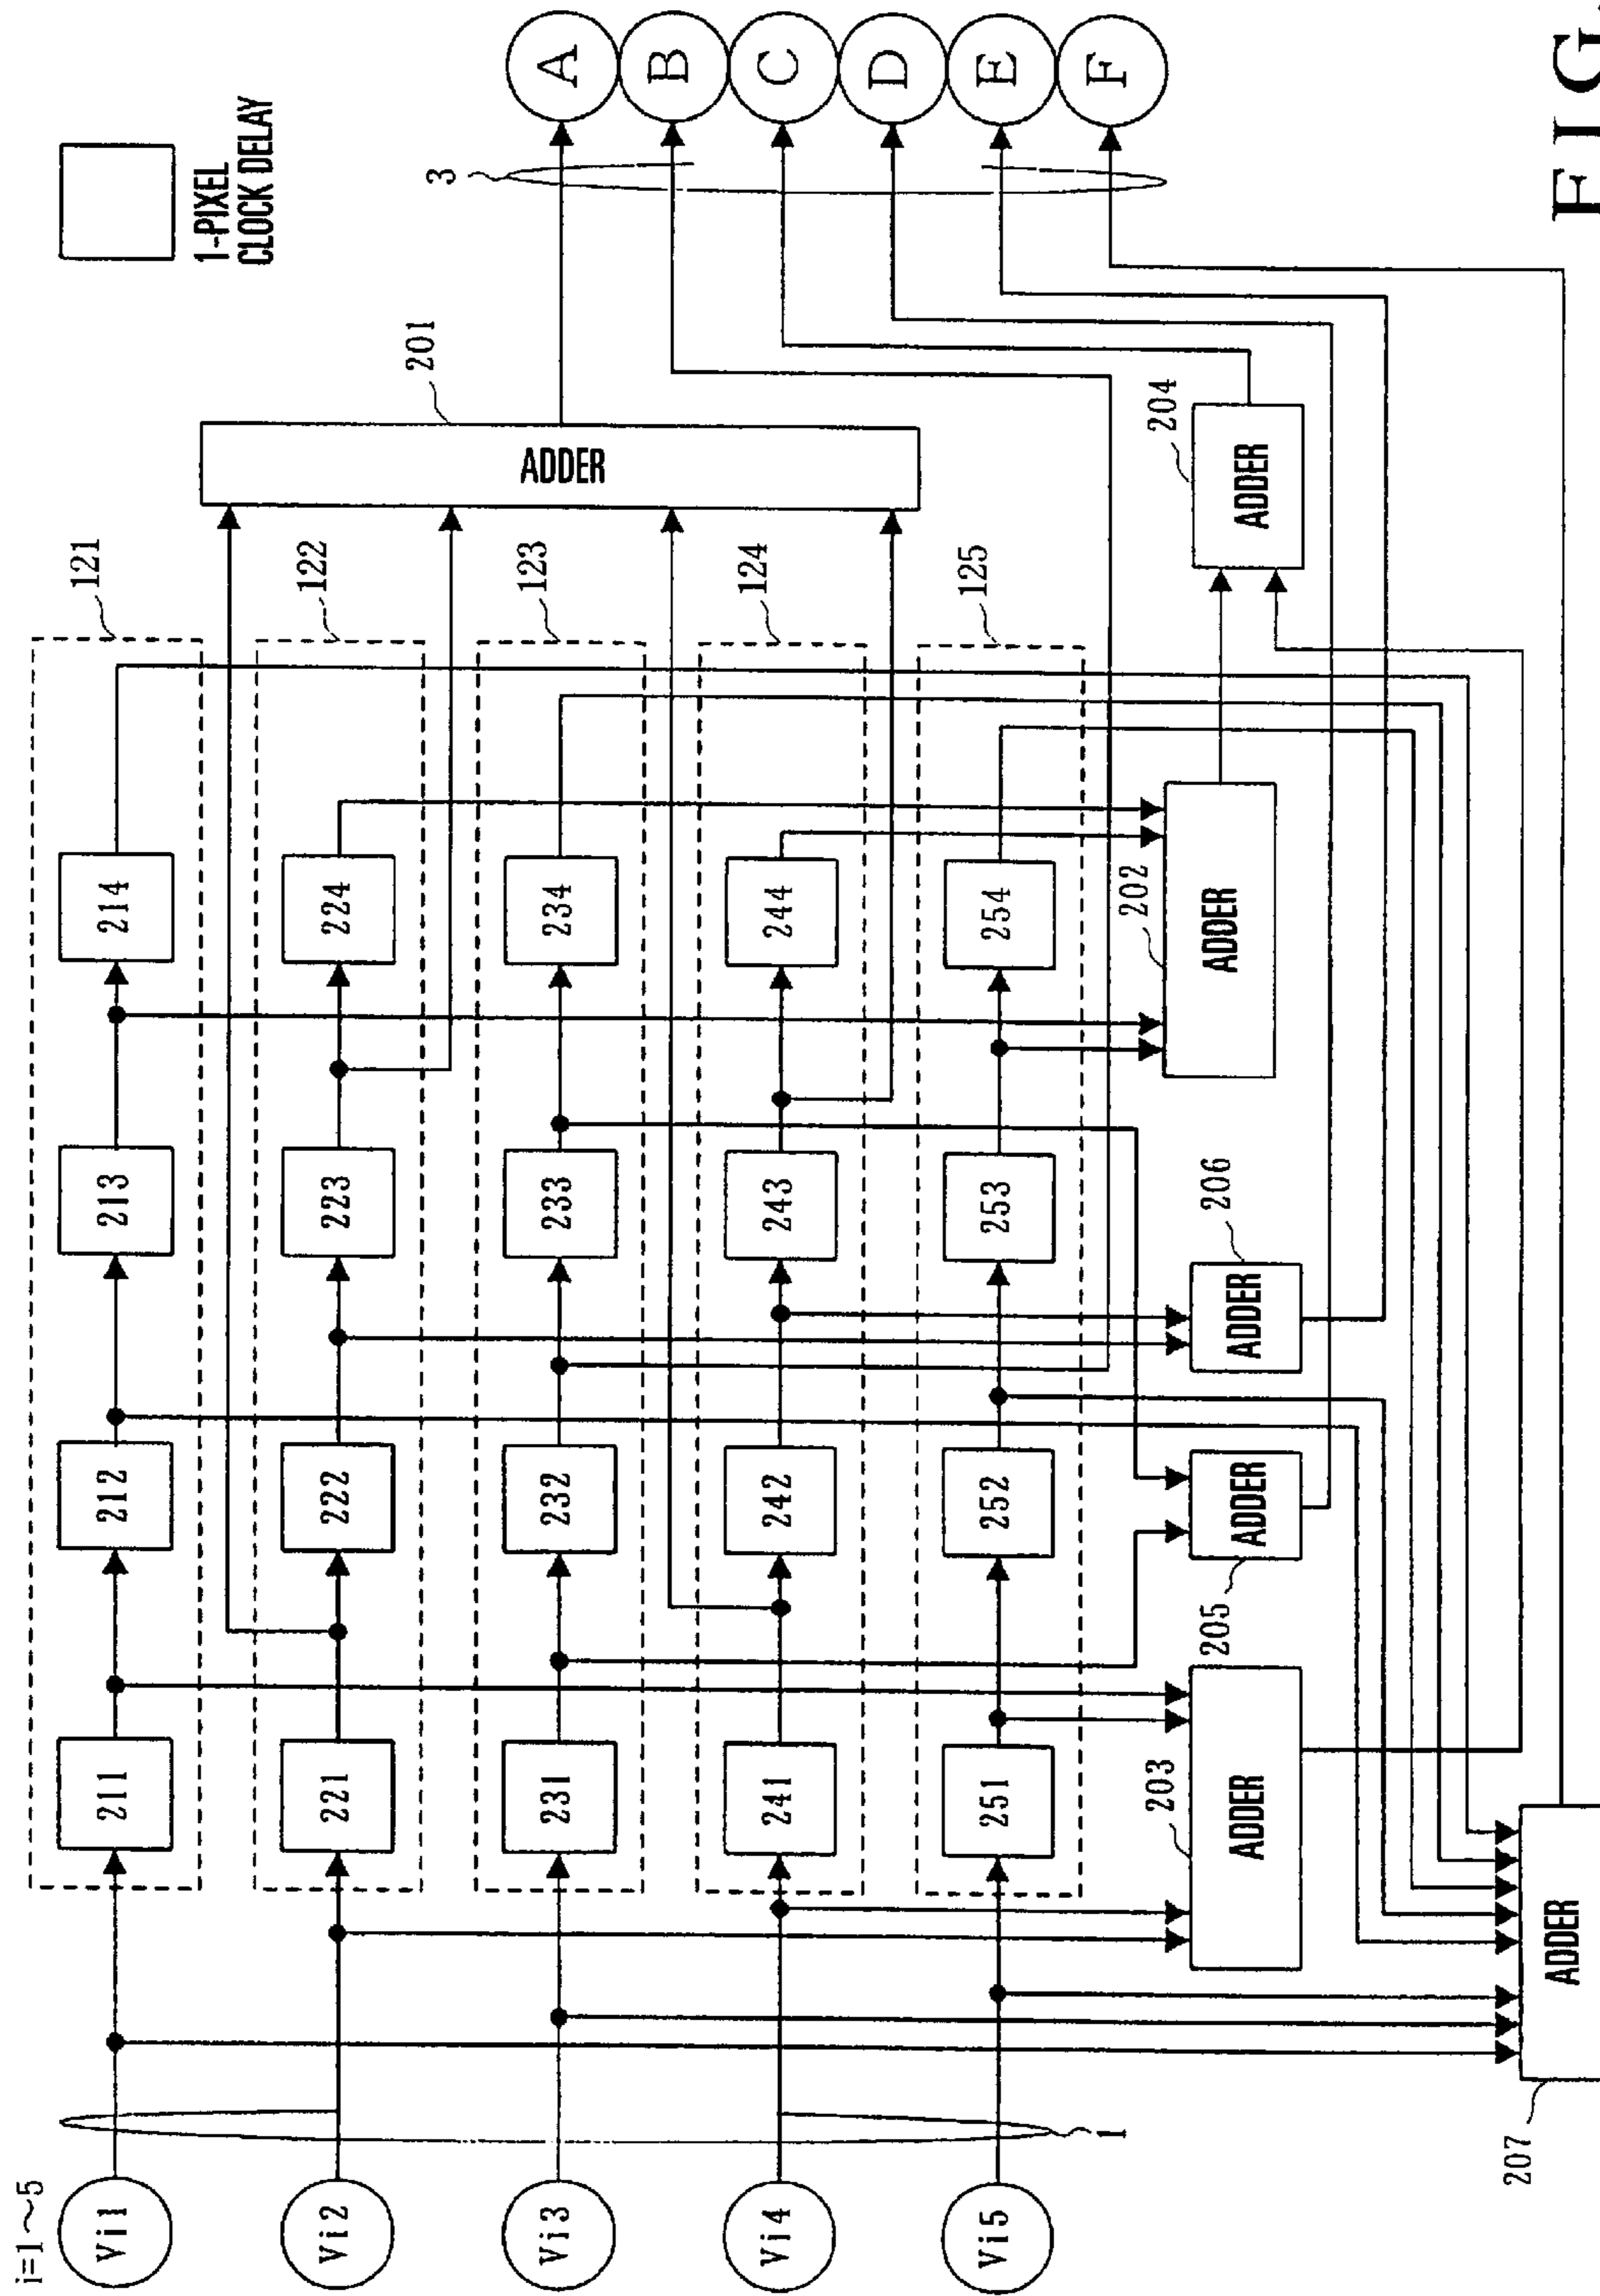 i=1~5
Vi1
Vi2
Vi3
Vi4
Vi5
1
121
211
212
213
214
122
221
222
223
224
123
231
232
233
234
124
241
242
243
244
125
251
252
253
254
201
ADDER
202
ADDER
203
ADDER
204
ADDER
205
ADDER
206
ADDER
207
ADDER
3
A
B
C
D
E
F
1-PIXEL
CLOCK DELAY
FIG.